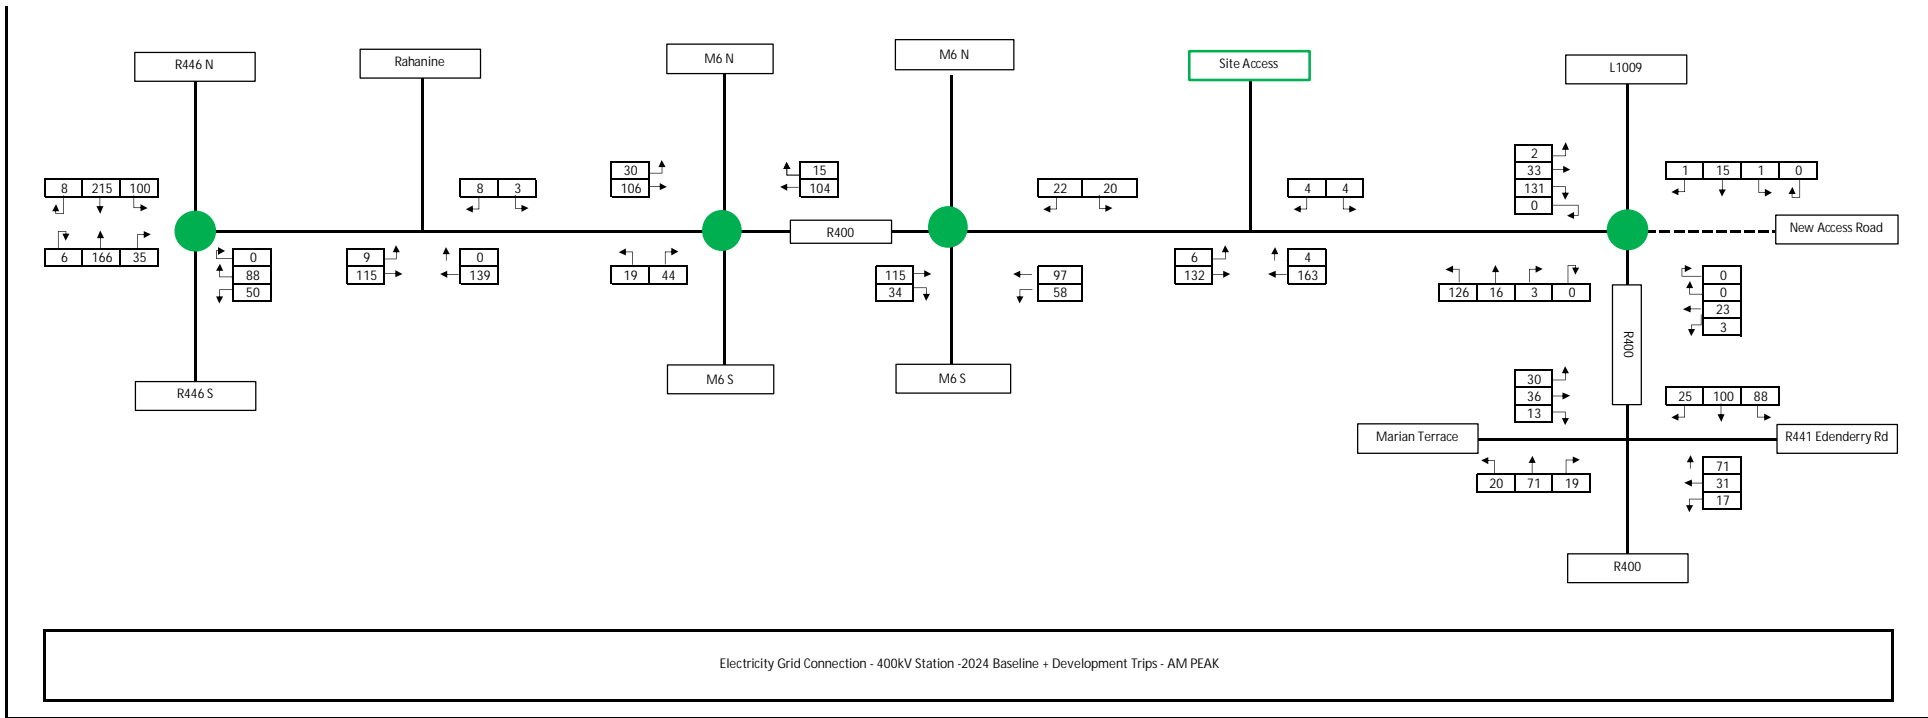 R446 N
Rahanine
M6 N
M6 N
Site Access
L1009
8 215 100
8 3
30
106
15
104
22 20
4 4
2
33
131
0
1 15 1 0
6 166 35
0
88
50
9
115
0
139
19 44
R400
115
34
97
58
6
132
4
163
126 16 3 0
New Access Road
0
0
23
3
R400
R446 S
M6 S
M6 S
30
36
13
25 100 88
Marian Terrace
R441 Edenderry Rd
20 71 19
71
31
17
R400
Electricity Grid Connection - 400kV Station -2024 Baseline + Development Trips - AM PEAK